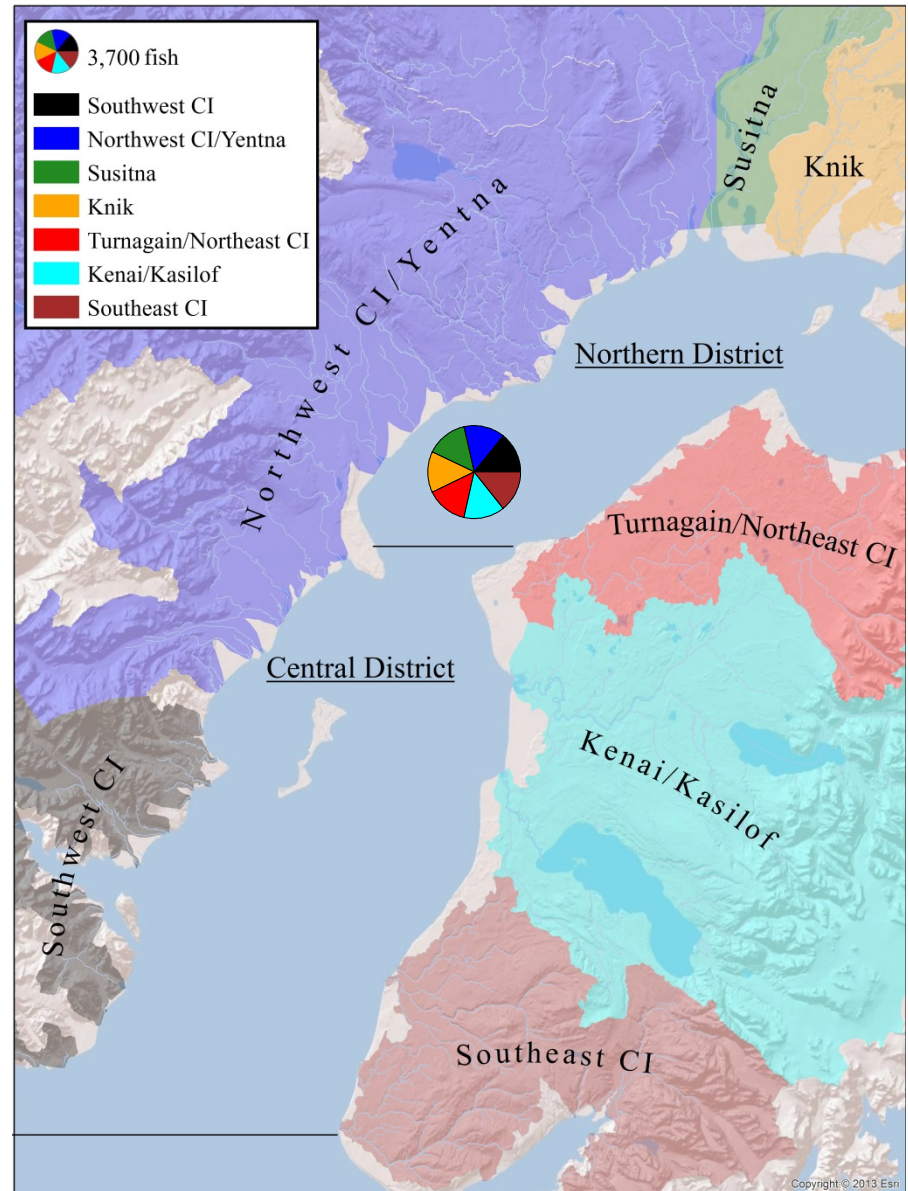 3,700 fish
Southwest CI
Northwest CI/Yentna
Susitna
Knik
Turnagain/Northeast CI
Kenai/Kasilof
Southeast CI
Susitna
Knik
Northwest CI/Yentna
Northern District
Turnagain/Northeast CI
Central District
Kenai/Kasilof
Southwest CI
Southeast CI
Copyright © 2013 Esri